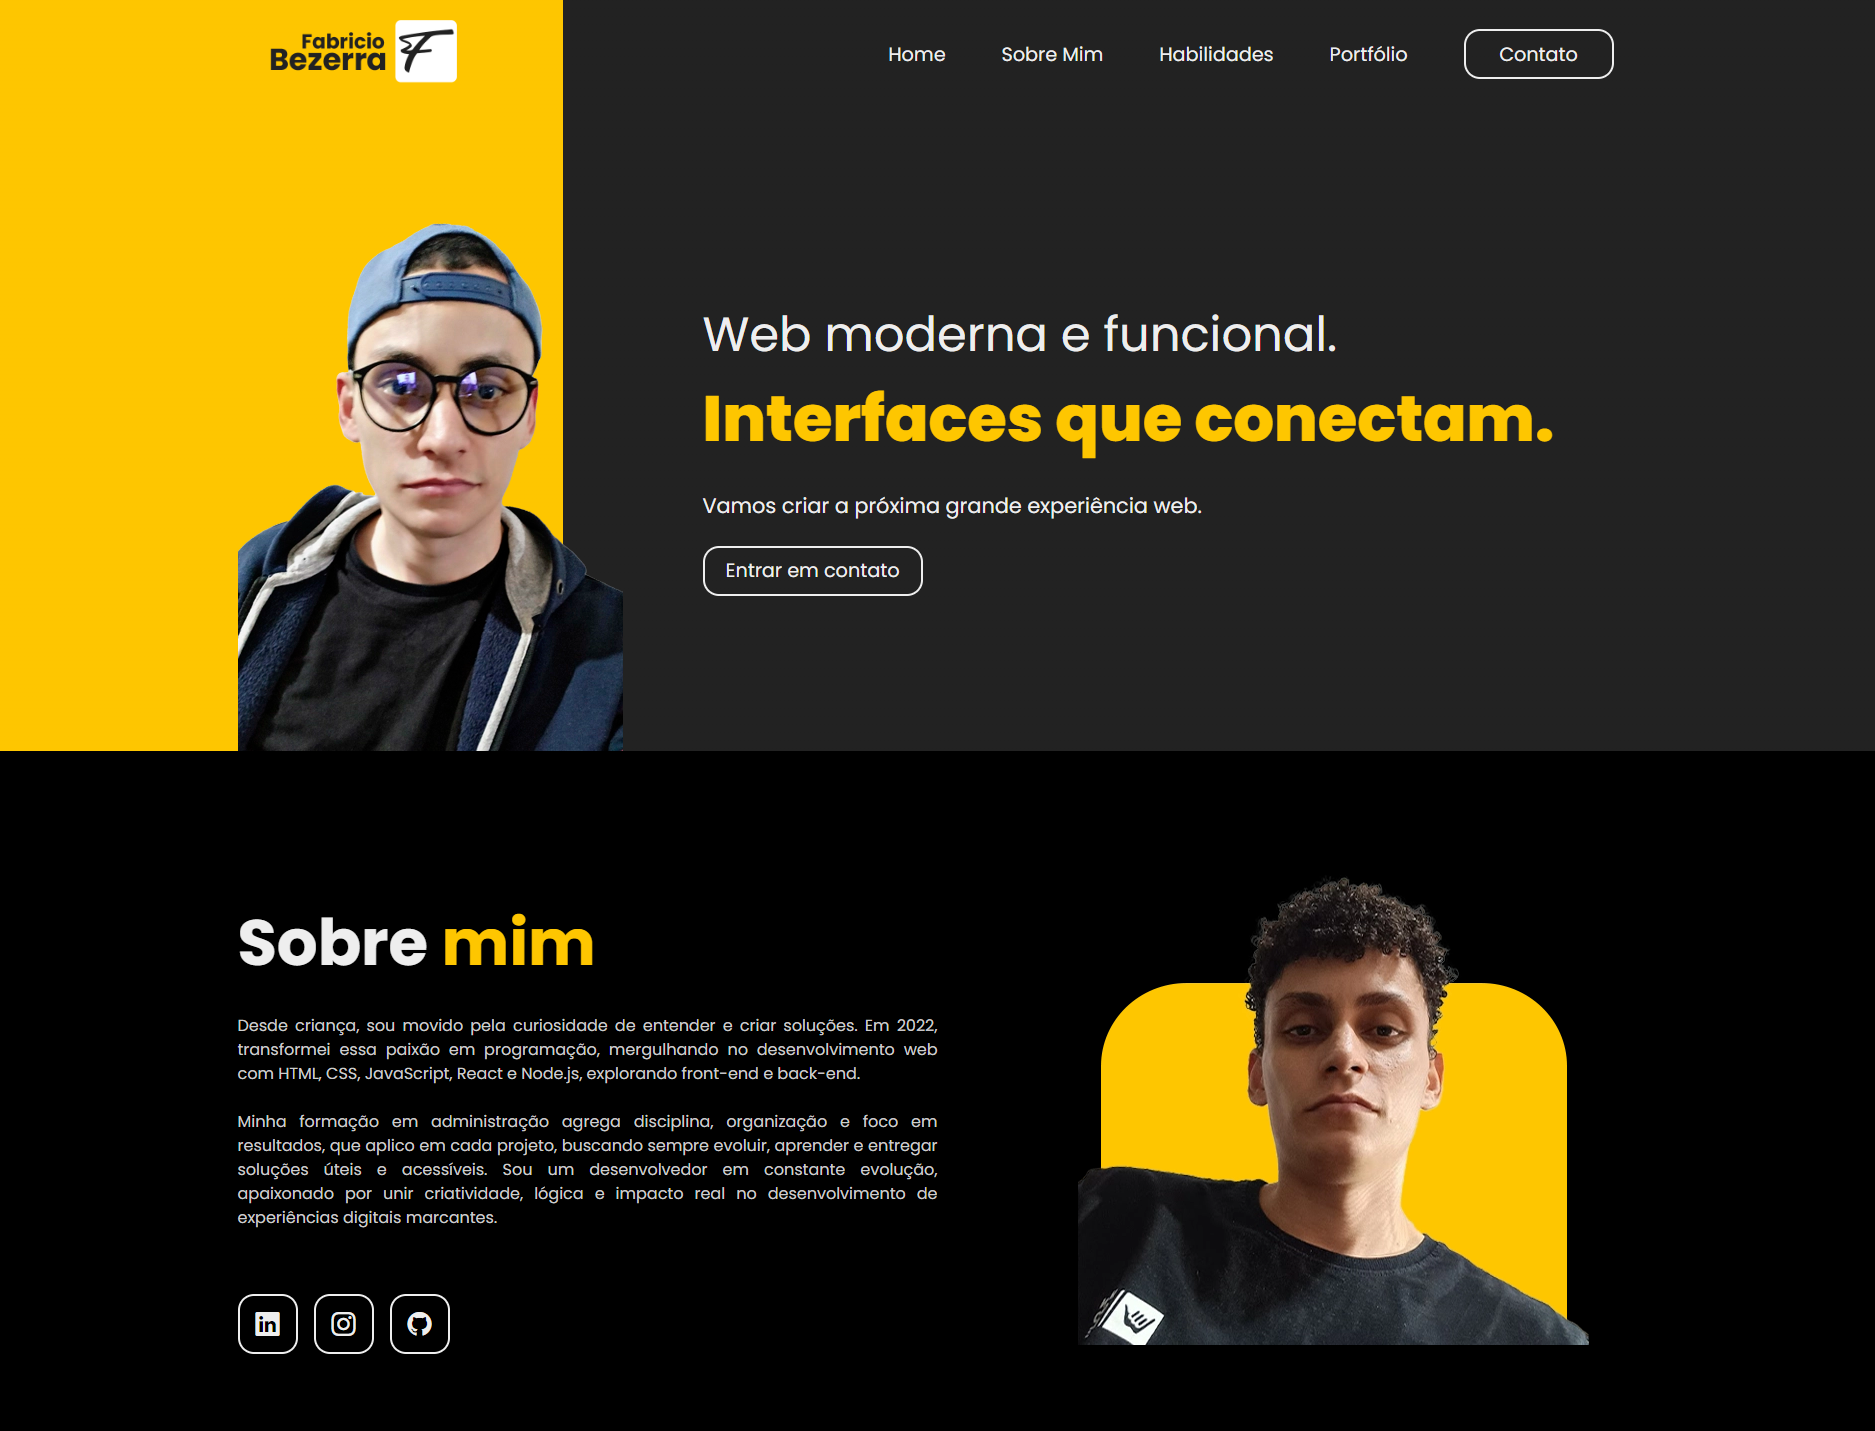 Fabricio
Bezerra
F
Home Sobre Mim Habilidades Portfólio Contato
Web moderna e funcional.
Interfaces que conectam.
Vamos criar a próxima grande experiência web.
Entrar em contato
Sobre mim
Desde criança, sou movido pela curiosidade de entender e criar soluções. Em 2022,
transformei essa paixão em programação, mergulhando no desenvolvimento web
com HTML, CSS, JavaScript, React e Node.js, explorando front-end e back-end.
Minha formação em administração agrega disciplina, organização e foco em
resultados, que aplico em cada projeto, buscando sempre evoluir, aprender e entregar
soluções úteis e acessíveis. Sou um desenvolvedor em constante evolução,
apaixonado por unir criatividade, lógica e impacto real no desenvolvimento de
experiências digitais marcantes.
in